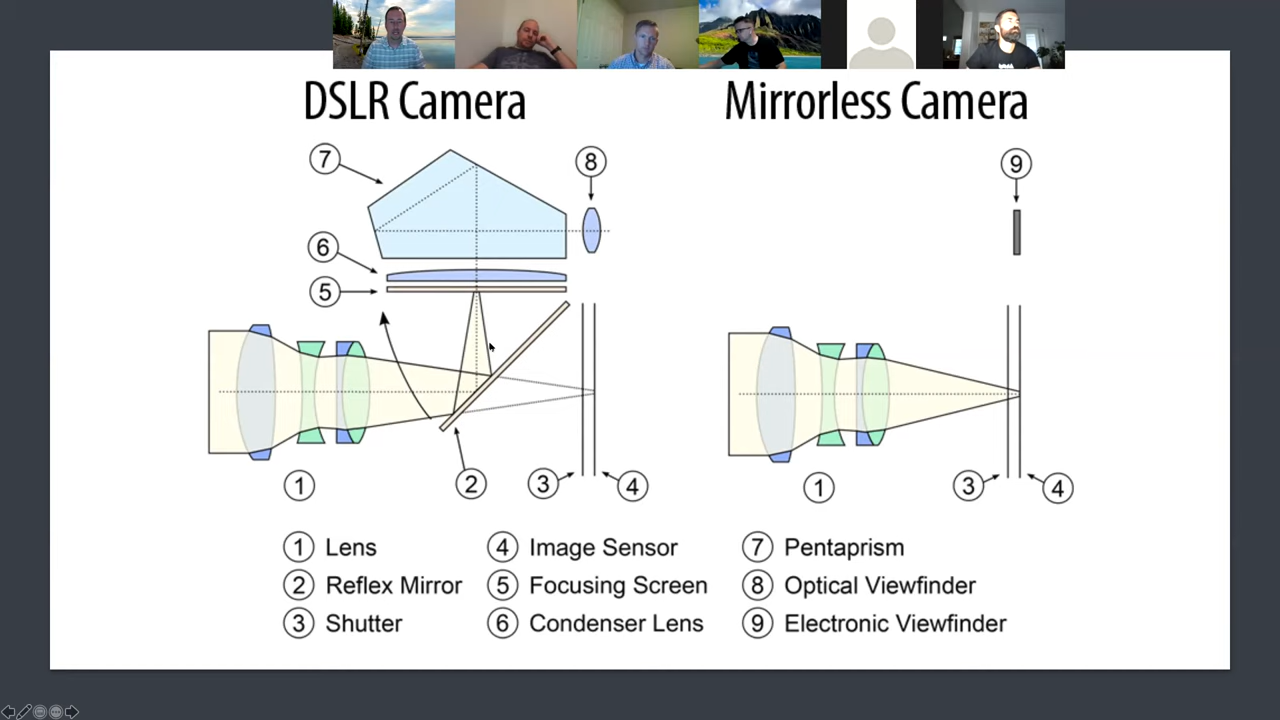 DSLR Camera
Mirrorless Camera
7
8
9
6
5
1
2
3
4
1
3
4
1 Lens
4 Image Sensor
7 Pentaprism
2 Reflex Mirror
5 Focusing Screen
8 Optical Viewfinder
3 Shutter
6 Condenser Lens
9 Electronic Viewfinder